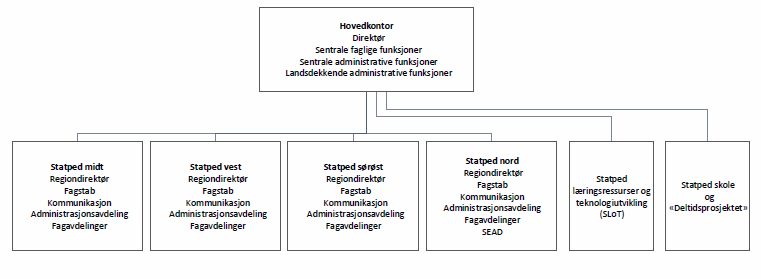 Hovedkontor
Direktør
Sentrale faglige funksjoner
Sentrale administrative funksjoner
Landsdekkende administrative funksjoner
Statped midt
Regiondirektør
Fagstab
Kommunikasjon
Administrasjonsavdeling
Fagavdelinger
Statped vest
Regiondirektør
Fagstab
Kommunikasjon
Administrasjonsavdeling
Fagavdelinger
Statped sørøst
Regiondirektør
Fagstab
Kommunikasjon
Administrasjonsavdeling
Fagavdelinger
Statped nord
Regiondirektør
Fagstab
Kommunikasjon
Administrasjonsavdeling
Fagavdelinger
SEAD
Statped
læringsressurser og
teknologiutvikling
(SLoT)
Statped skole
og
«Deltidsprosjektet»